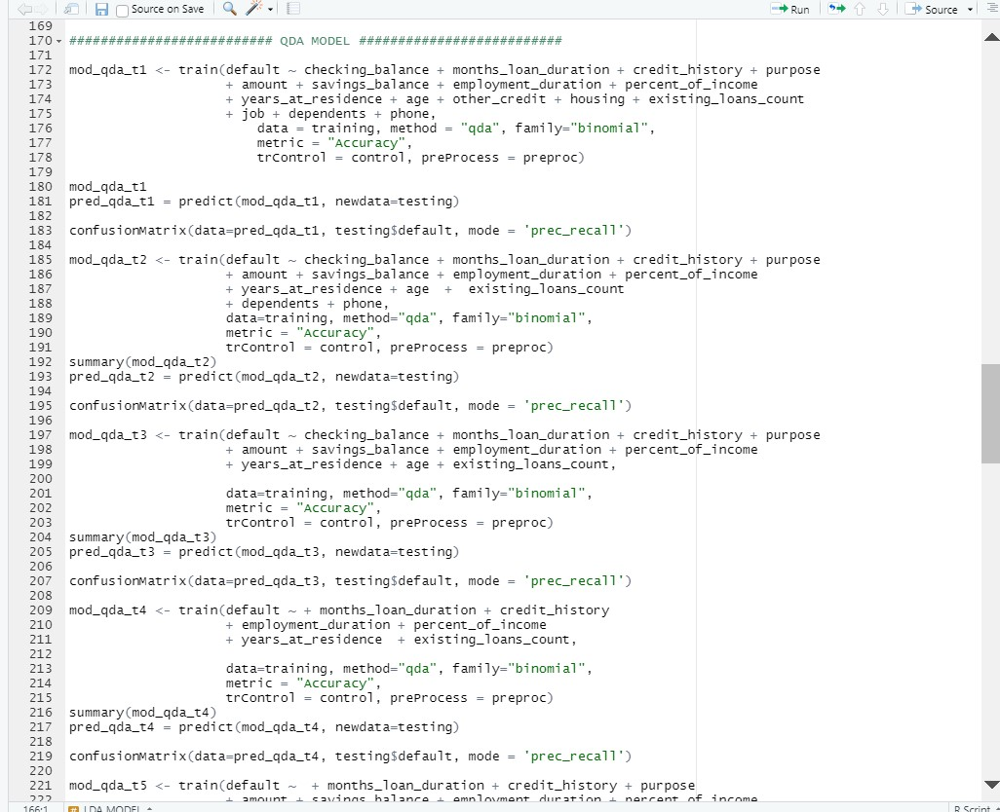 Source on Save
Run
Source
169
170 ########################## QDA MODEL ##########################
171
172 mod_qda_t1 <- train(default ~ checking_balance + months_loan_duration + credit_history + purpose
173 + amount + savings_balance + employment_duration + percent_of_income
174 + years_at_residence + age + other_credit + housing + existing_loans_count
175 + job + dependents + phone,
176 data = training, method = "qda", family="binomial",
177 metric = "Accuracy",
178 trControl = control, preProcess = preproc)
179
180 mod_qda_t1
181 pred_qda_t1 = predict(mod_qda_t1, newdata=testing)
182
183 confusionMatrix(data=pred_qda_t1, testing$default, mode = 'prec_recall')
184
185 mod_qda_t2 <- train(default ~ checking_balance + months_loan_duration + credit_history + purpose
186 + amount + savings_balance + employment_duration + percent_of_income
187 + years_at_residence + age + existing_loans_count
188 + dependents + phone,
189 data=training, method="qda", family="binomial",
190 metric = "Accuracy",
191 trControl = control, preProcess = preproc)
192 summary(mod_qda_t2)
193 pred_qda_t2 = predict(mod_qda_t2, newdata=testing)
194
195 confusionMatrix(data=pred_qda_t2, testing$default, mode = 'prec_recall')
196
197 mod_qda_t3 <- train(default ~ checking_balance + months_loan_duration + credit_history + purpose
198 + amount + savings_balance + employment_duration + percent_of_income
199 + years_at_residence + age + existing_loans_count,
200
201 data=training, method="qda", family="binomial",
202 metric = "Accuracy",
203 trControl = control, preProcess = preproc)
204 summary(mod_qda_t3)
205 pred_qda_t3 = predict(mod_qda_t3, newdata=testing)
206
207 confusionMatrix(data=pred_qda_t3, testing$default, mode = 'prec_recall')
208
209 mod_qda_t4 <- train(default ~ + months_loan_duration + credit_history
210 + employment_duration + percent_of_income
211 + years_at_residence + existing_loans_count,
212
213 data=training, method="qda", family="binomial",
214 metric = "Accuracy",
215 trControl = control, preProcess = preproc)
216 summary(mod_qda_t4)
217 pred_qda_t4 = predict(mod_qda_t4, newdata=testing)
218
219 confusionMatrix(data=pred_qda_t4, testing$default, mode = 'prec_recall')
220
221 mod_qda_t5 <- train(default ~ + months_loan_duration + credit_history + purpose
222 + amount + savings_balance + employment_duration + percent_of_income
166:1 LDA MODEL R Script